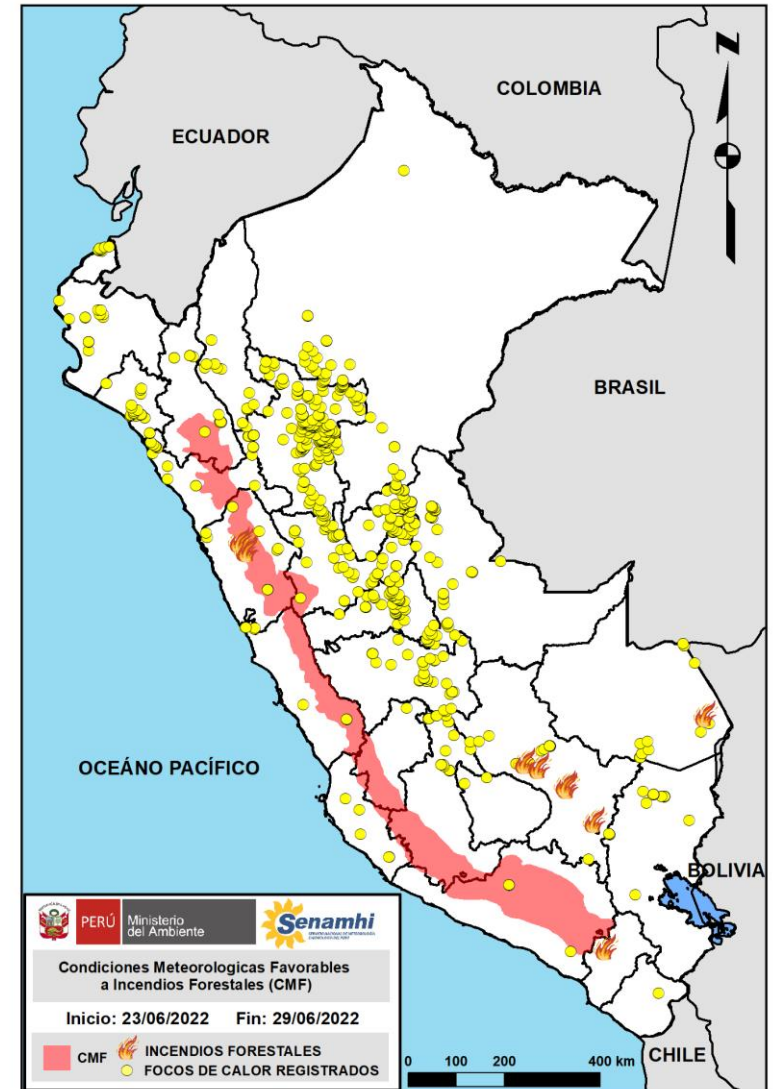 COLOMBIA
ECUADOR
N
BRASIL
OCEÁNO PACÍFICO
BOLIVIA
PERÚ
Ministerio
del Ambiente
Senamhi
Condiciones Meteorologicas Favorables
a Incendios Forestales (CMF)
Inicio: 23/06/2022 Fin: 29/06/2022
CMF
INCENDIOS FORESTALES
FOCOS DE CALOR REGISTRADOS
0 100 200 400 km
CHILE